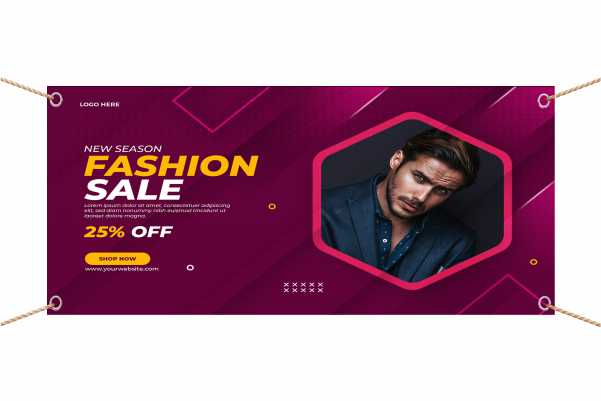 LOGO HERE
NEW SEASON
FASHION
SALE
Lorem ipsum dolor sit amet, consectetuer adipiscing
elit, sed diam nonummy nibh euismod tincidunt ut
laoreet dolore magna.
25% OFF
SHOP NOW
www.yourwebsite.com